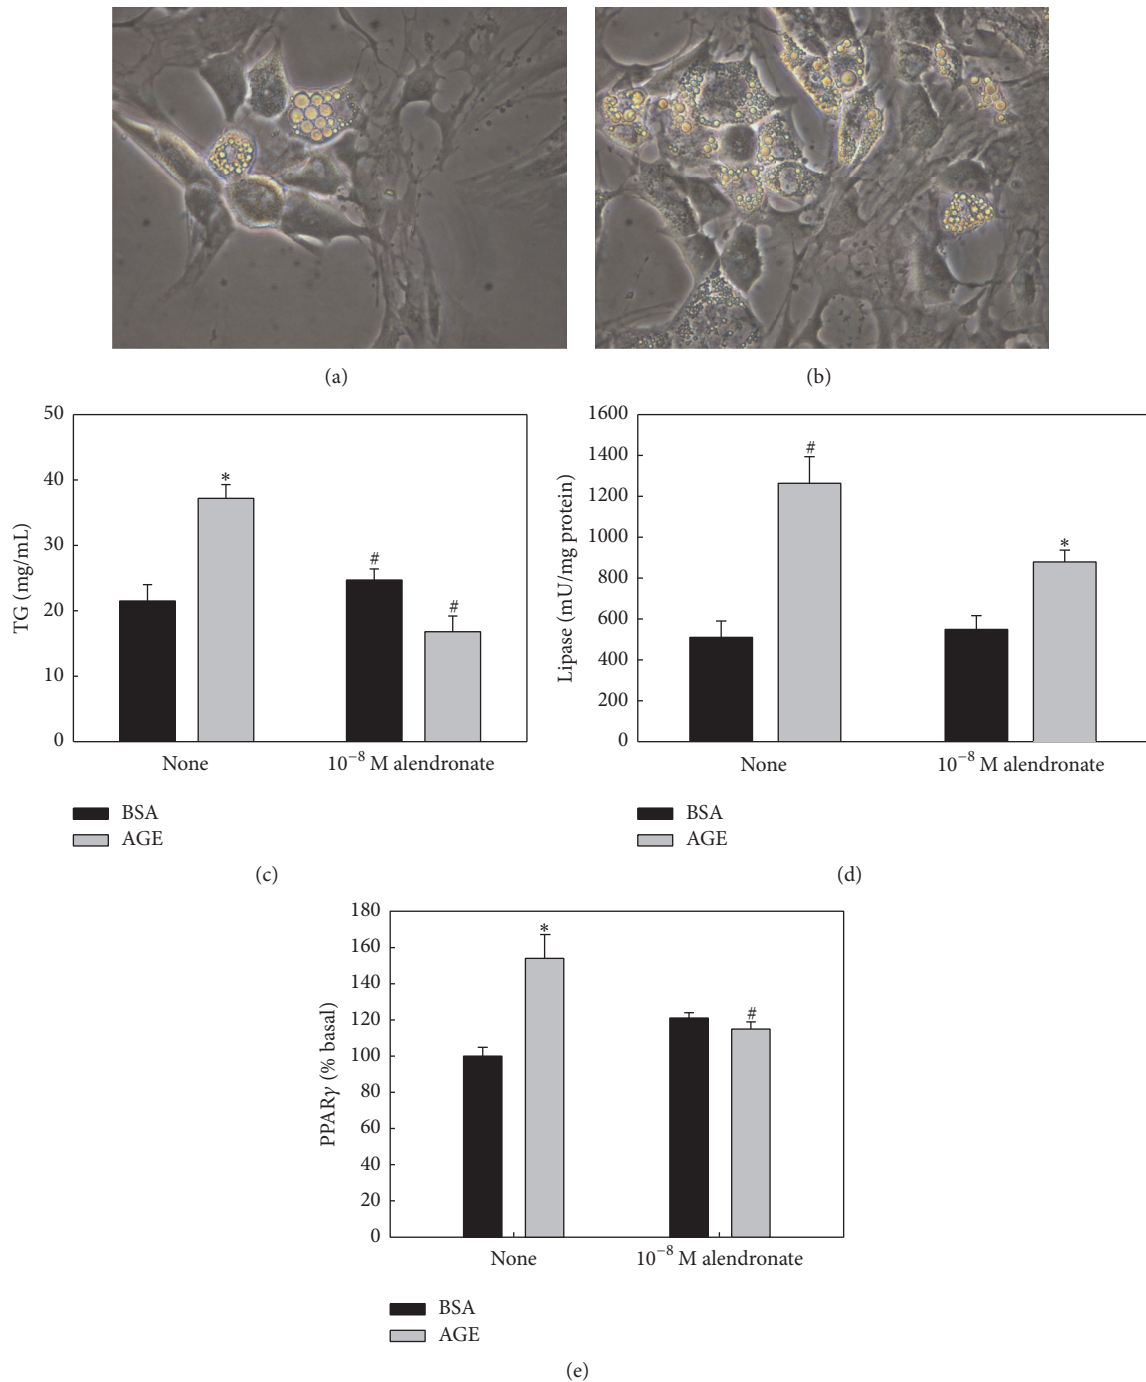 (a)
(b)
50
40
30
20
10
0
TG (mg/mL)
*
#
#
None
10⁻⁸ M alendronate
BSA
AGE
(c)
1600
1400
1200
1000
800
600
400
200
0
Lipase (mU/mg protein)
#
*
None
10⁻⁸ M alendronate
BSA
AGE
(d)
180
160
140
120
100
80
60
40
20
0
PPARγ (% basal)
*
#
None
10⁻⁸ M alendronate
BSA
AGE
(e)